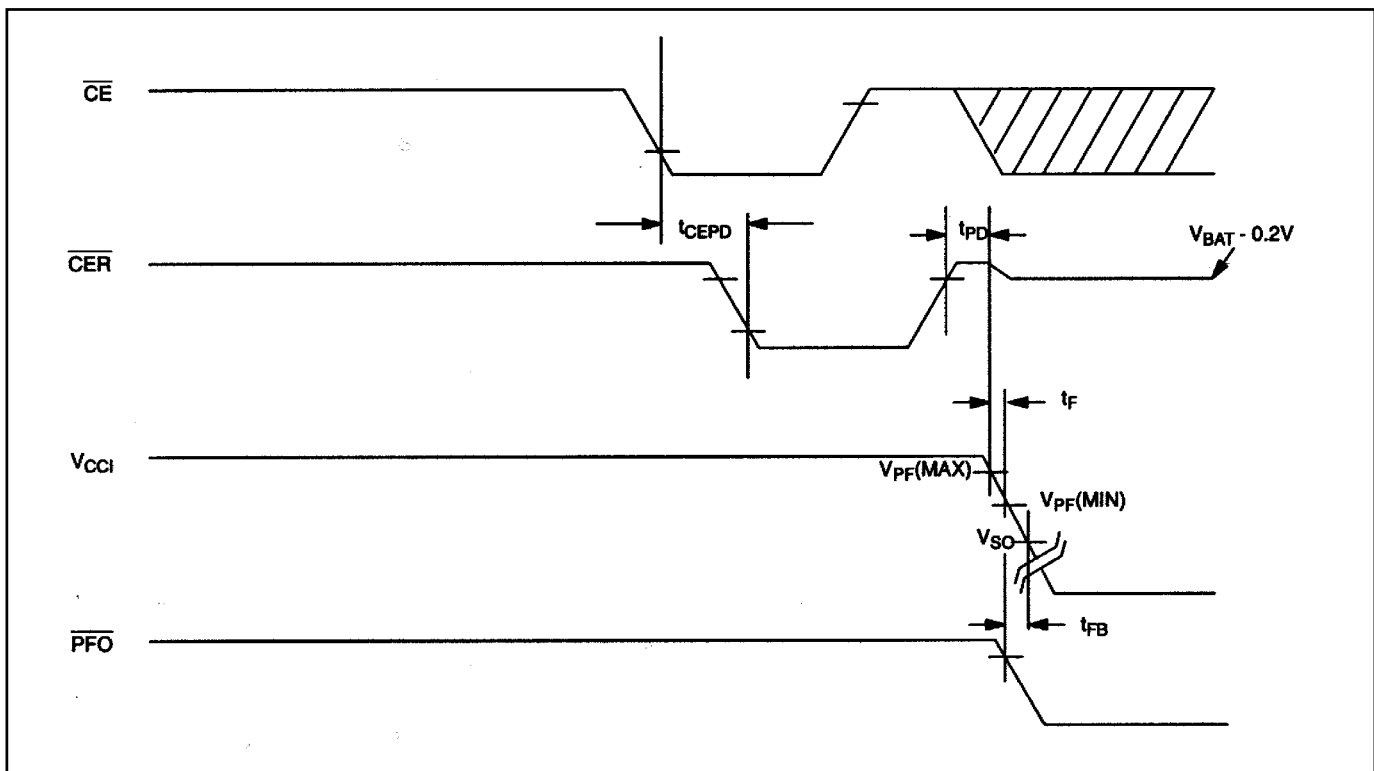 CE
tCEPD
tPD
VBAT - 0.2V
CER
tF
VCCI
VPF(MAX)
VPF(MIN)
VSO
tFB
PFO